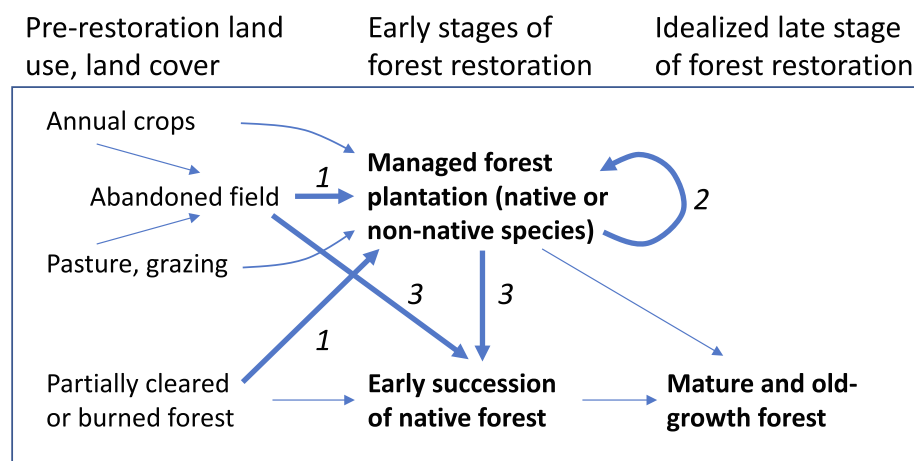 Pre-restoration land
use, land cover
Early stages of
forest restoration
Idealized late stage
of forest restoration
Annual crops
Abandoned field
Pasture, grazing
Partially cleared
or burned forest
1
Managed forest
plantation (native or
non-native species)
2
3
3
1
Early succession
of native forest
Mature and old-
growth forest